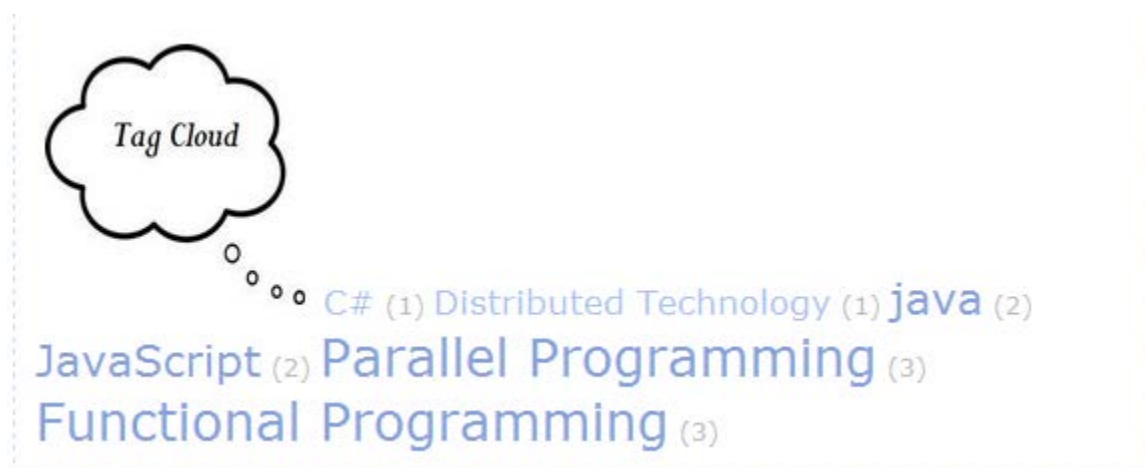 Tag Cloud
C# (1) Distributed Technology (1) java (2)
JavaScript (2) Parallel Programming (3)
Functional Programming (3)